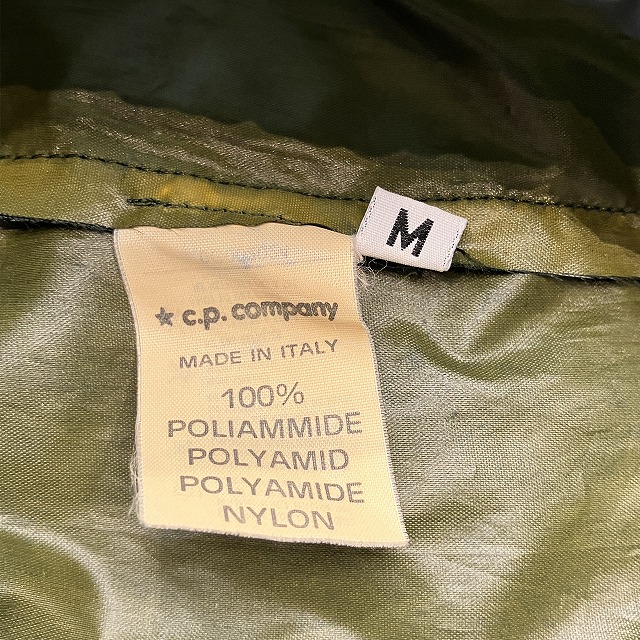 M
★ c.p. company
MADE IN ITALY
100%
POLIAMMIDE
POLYAMID
POLYAMIDE
NYLON